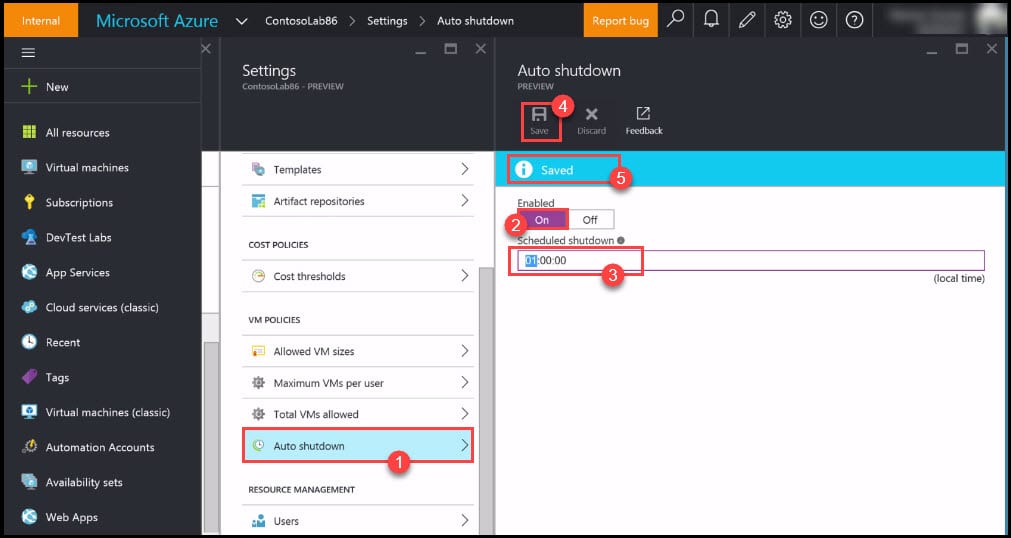 Internal
Microsoft Azure
ContosoLab86
Settings
Auto shutdown
Report bug
New
All resources
Virtual machines
Subscriptions
DevTest Labs
App Services
Cloud services (classic)
Recent
Tags
Virtual machines (classic)
Automation Accounts
Availability sets
Web Apps
Settings
ContosoLab86 - PREVIEW
Templates
Artifact repositories
COST POLICIES
Cost thresholds
VM POLICIES
Allowed VM sizes
Maximum VMs per user
Total VMs allowed
Auto shutdown
1
RESOURCE MANAGEMENT
Users
Auto shutdown
PREVIEW
4
Save
Discard
Feedback
Saved
5
Enabled
2
On
Off
Scheduled shutdown
01:00:00
3
(local time)